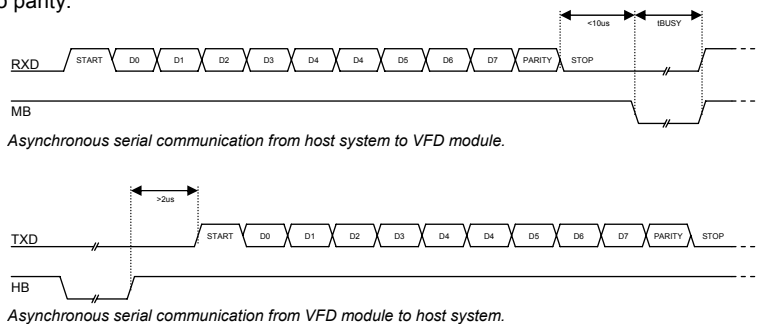 o parity.
<10us tBUSY
RXD START D0 D1 D2 D3 D4 D4 D5 D6 D7 PARITY STOP
MB
Asynchronous serial communication from host system to VFD module.
>2us
TXD START D0 D1 D2 D3 D4 D4 D5 D6 D7 PARITY STOP
HB
Asynchronous serial communication from VFD module to host system.